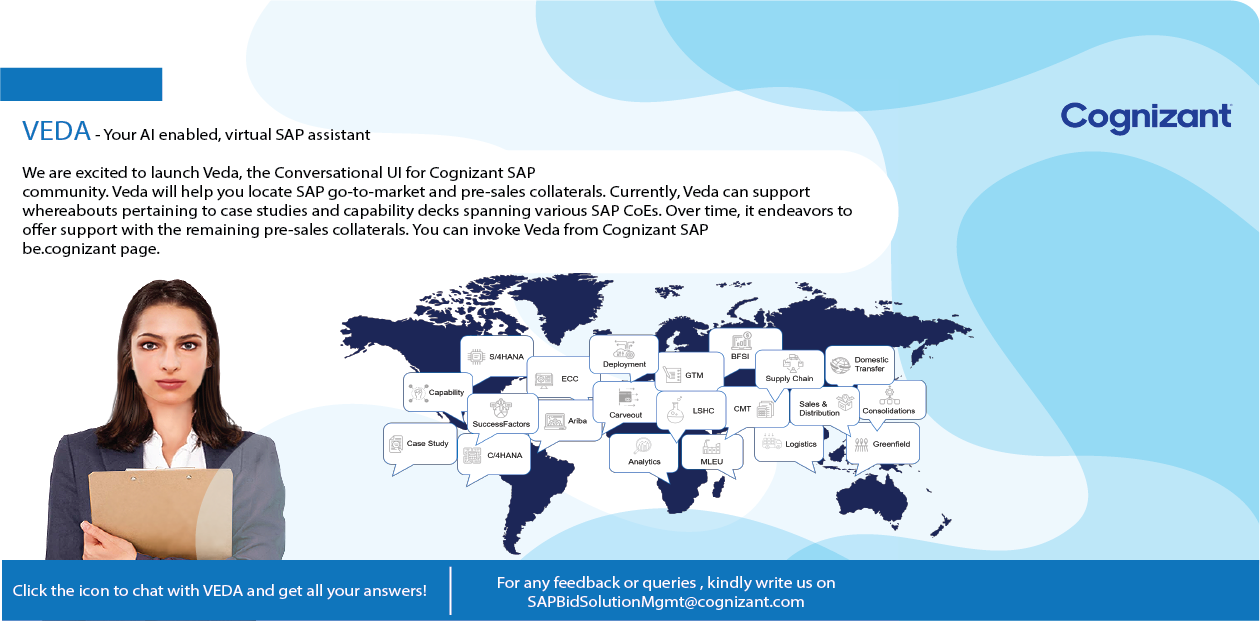 Cognizant
VEDA - Your AI enabled, virtual SAP assistant
We are excited to launch Veda, the Conversational UI for Cognizant SAP
community. Veda will help you locate SAP go-to-market and pre-sales collaterals. Currently, Veda can support
whereabouts pertaining to case studies and capability decks spanning various SAP CoEs. Over time, it endeavors to
offer support with the remaining pre-sales collaterals. You can invoke Veda from Cognizant SAP
be.cognizant page.
S/4HANA
Deployment
BFSI
Domestic
Transfer
ECC
GTM
Supply Chain
Capability
SuccessFactors
Ariba
Carveout
LSHC
CMT
Sales &
Distribution
Consolidations
Case Study
C/4HANA
Analytics
MLEU
Logistics
Greenfield
Click the icon to chat with VEDA and get all your answers!
For any feedback or queries , kindly write us on
SAPBidSolutionMgmt@cognizant.com